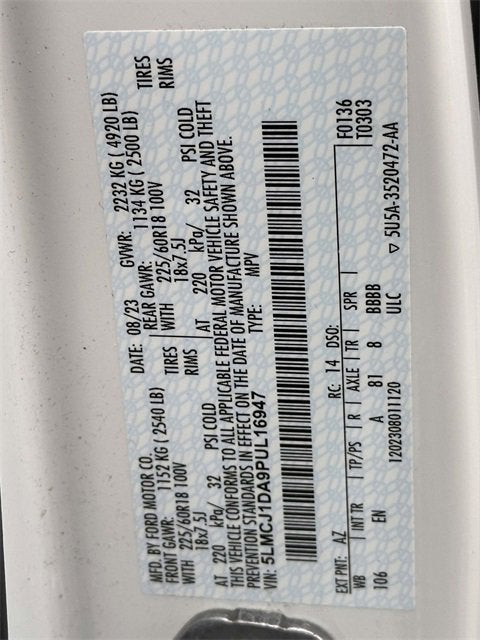 MFD. BY FORD MOTOR CO.
DATE: 08/23 GVWR: 2232 KG ( 4920 LB)
FRONT GAWR: 1152 KG ( 2540 LB) REAR GAWR: 1134 KG ( 2500 LB)
WITH 225/60R18 100V TIRES WITH 225/60R18 100V TIRES
18x7.5J RIMS 18x7.5J RIMS
AT 220 kPa/ 32 PSI COLD AT 220 kPa/ 32 PSI COLD
THIS VEHICLE CONFORMS TO ALL APPLICABLE FEDERAL MOTOR VEHICLE SAFETY AND THEFT
PREVENTION STANDARDS IN EFFECT ON THE DATE OF MANUFACTURE SHOWN ABOVE.
VIN: 5LMCJ1DA9PUL16947 TYPE: MPV
F0136
EXT PNT: AZ RC: 14 DSO: T0303
WB INT TR TP/PS R AXLE TR SPR
106 EN A 81 8 BBBB
1202308011120 ULC ▽ 5U5A-3520472-AA